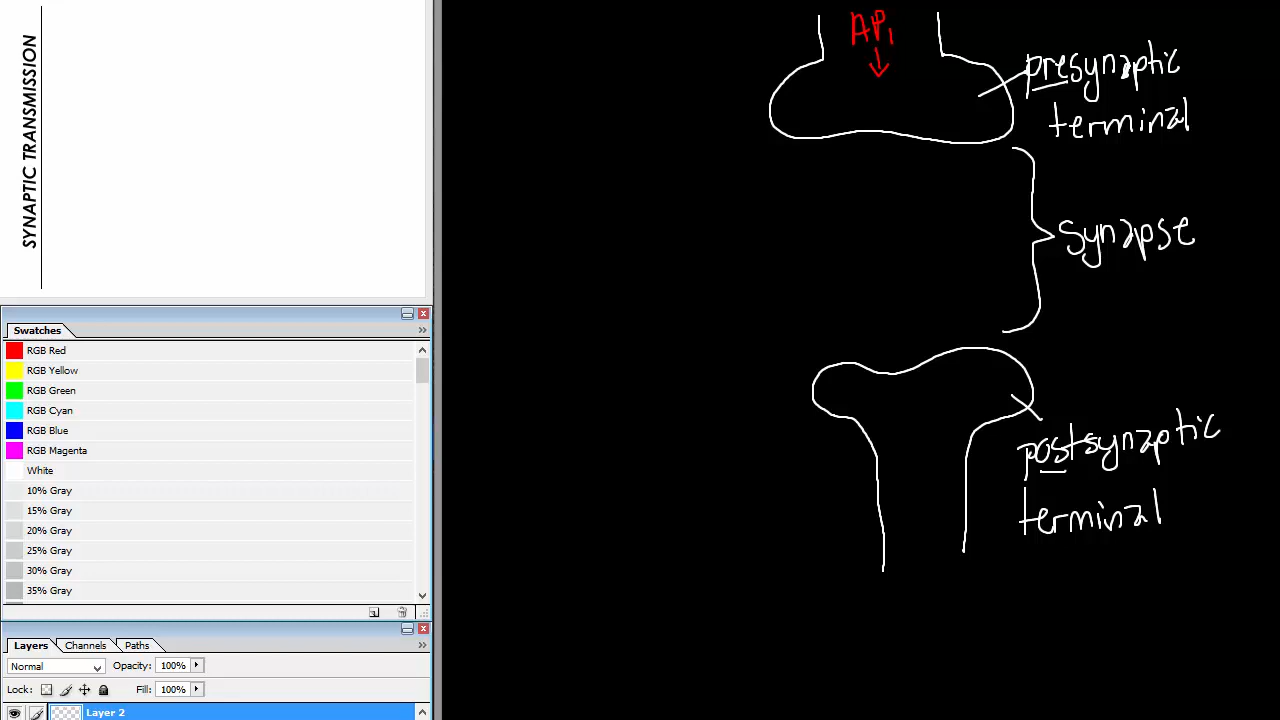 SYNAPTIC TRANSMISSION
AP1
presynaptic
terminal
synapse
postsynaptic
terminal
Swatches
RGB Red
RGB Yellow
RGB Green
RGB Cyan
RGB Blue
RGB Magenta
White
10% Gray
15% Gray
20% Gray
25% Gray
30% Gray
35% Gray
Layers Channels Paths
Normal Opacity: 100%
Lock: Fill: 100%
Layer 2